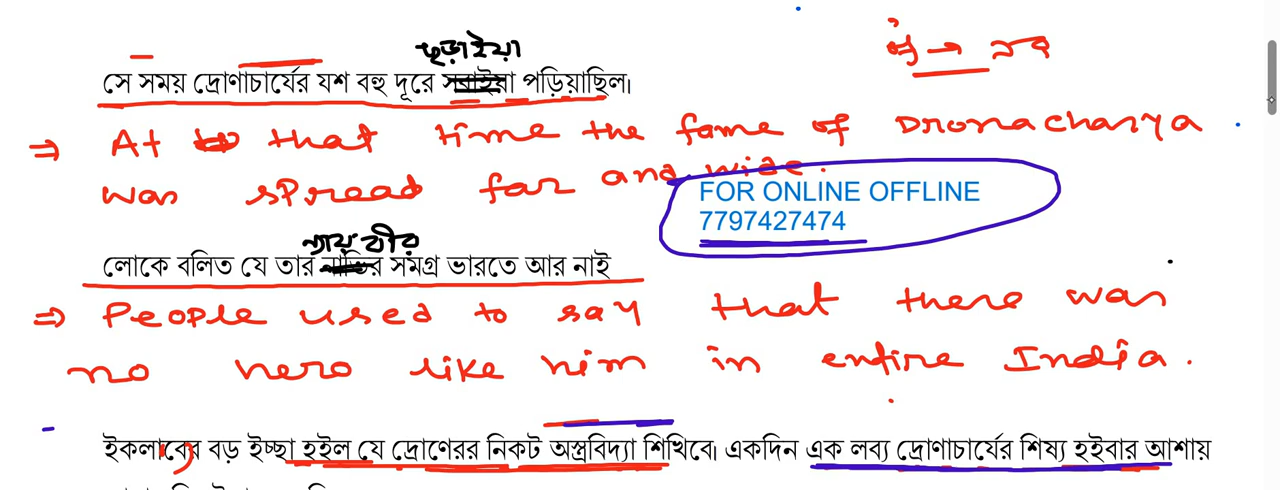 ছড়াইয়া
সে সময় দ্রোণাচার্যের যশ বহু দূরে পড়িয়াছিল।
⇒ At that time the fame of Dronacharya
was spread far and wide.
FOR ONLINE OFFLINE
7797427474
ন্যায় বীর
লোকে বলিত যে তার সমগ্র ভারতে আর নাই
⇒ People used to say that there was
no hero like him in entire India.
ইকলাবের বড় ইচ্ছা হইল যে দ্রোণেরর নিকট অস্ত্রবিদ্যা শিখিবে। একদিন এক লব্য দ্রোণাচার্যের শিষ্য হইবার আশায়